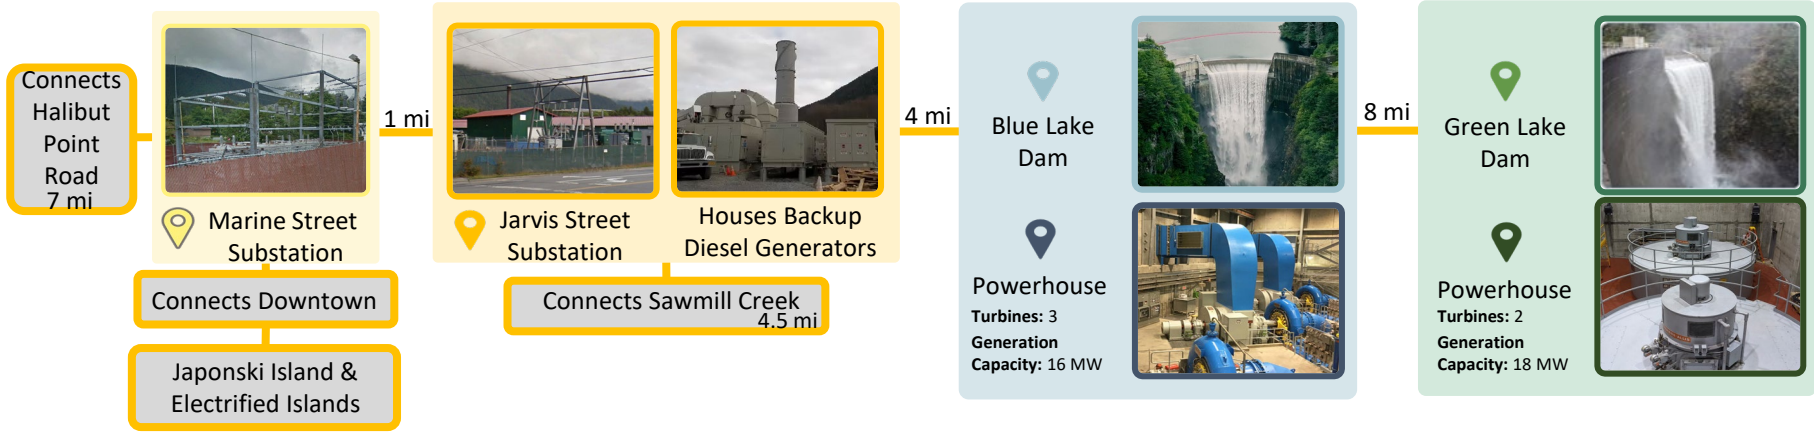 Connects
Halibut
Point
Road
7 mi
Marine Street
Substation
Connects Downtown
Japonski Island &
Electrified Islands
1 mi
Jarvis Street
Substation
Houses Backup
Diesel Generators
Connects Sawmill Creek
4.5 mi
4 mi
Blue Lake
Dam
Powerhouse
Turbines: 3
Generation
Capacity: 16 MW
8 mi
Green Lake
Dam
Powerhouse
Turbines: 2
Generation
Capacity: 18 MW